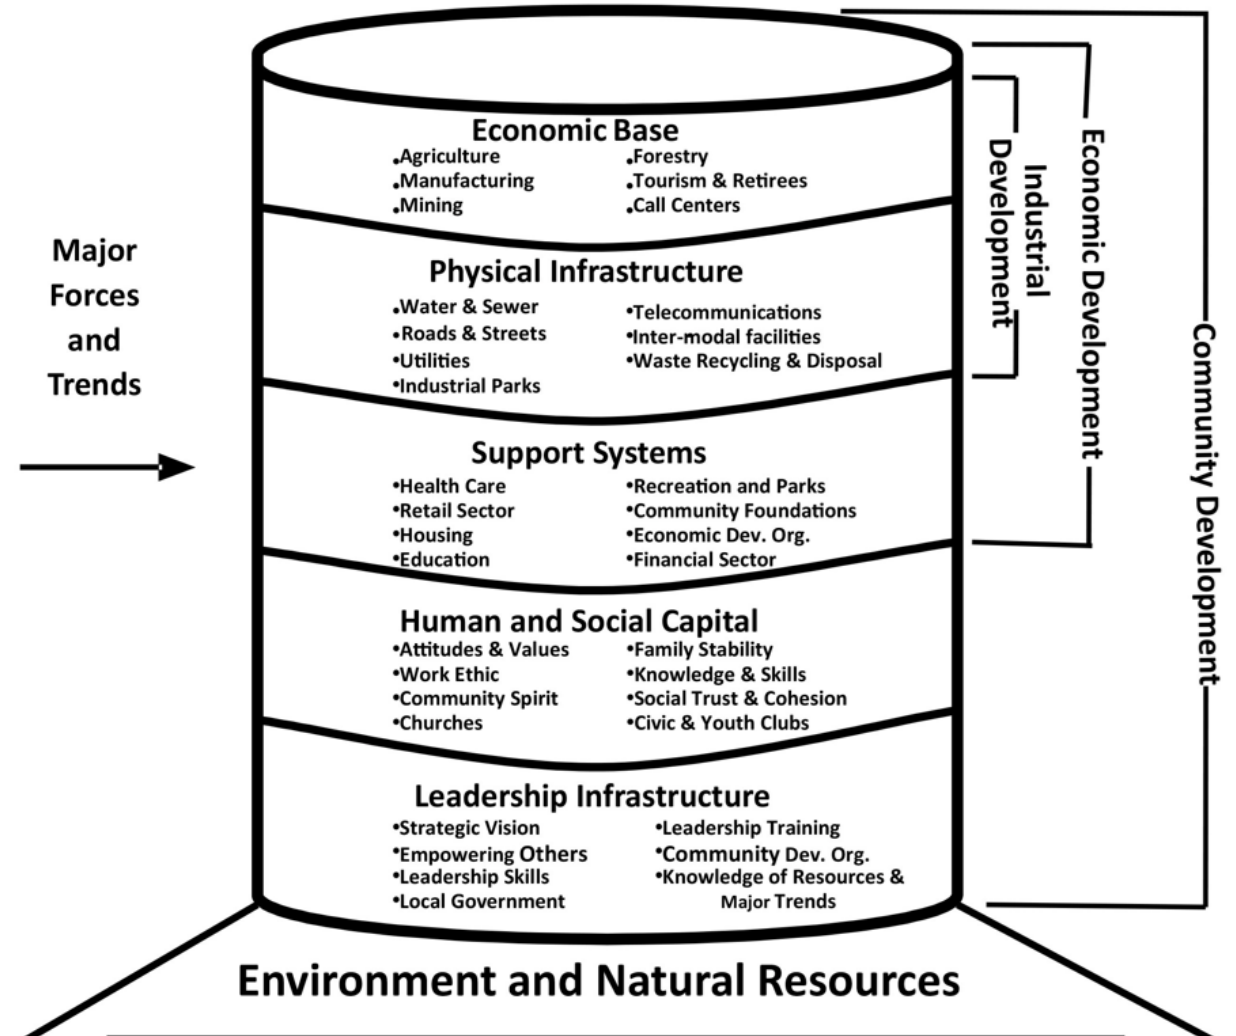 Economic Base
.Agriculture
.Manufacturing
.Mining
.Forestry
.Tourism & Retirees
.Call Centers
Physical Infrastructure
.Water & Sewer
•Roads & Streets
•Utilities
•Industrial Parks
•Telecommunications
•Inter-modal facilities
•Waste Recycling & Disposal
Support Systems
•Health Care
•Retail Sector
•Housing
•Education
•Recreation and Parks
•Community Foundations
•Economic Dev. Org.
•Financial Sector
Human and Social Capital
•Attitudes & Values
•Work Ethic
•Community Spirit
•Churches
•Family Stability
•Knowledge & Skills
•Social Trust & Cohesion
•Civic & Youth Clubs
Leadership Infrastructure
•Strategic Vision
•Empowering Others
•Leadership Skills
•Local Government
•Leadership Training
•Community Dev. Org.
•Knowledge of Resources &
Major Trends
Environment and Natural Resources
Major
Forces
and
Trends
Industrial
Development
Economic Development
Community Development